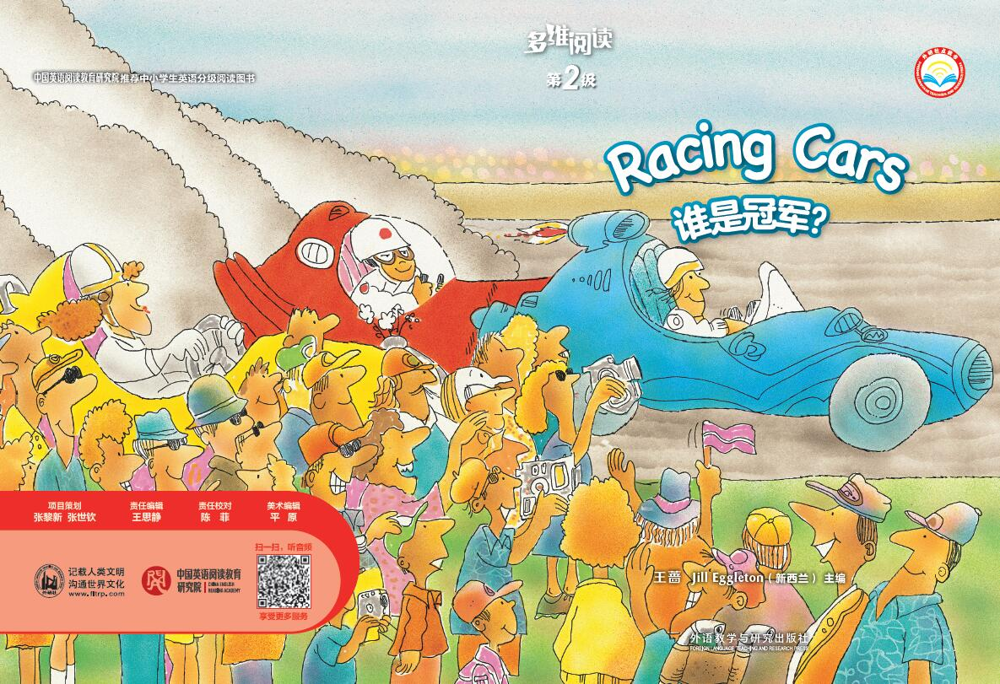 中国英语阅读教育研究院推荐中小学生英语分级阅读图书
多维阅读
第2级
Racing Cars
谁是冠军?
项目策划
张黎新 张世钦
责任编辑
王思静
责任校对
陈 菲
美术编辑
平 原
扫一扫，听音频
享受更多服务
外研社
记载人类文明
沟通世界文化
www.fltrp.com
中国英语阅读教育
研究院
CHINA ENGLISH
READING ACADEMY
王蔷 Jill Eggleton（新西兰） 主编
外语教学与研究出版社
FOREIGN LANGUAGE TEACHING AND RESEARCH PRESS